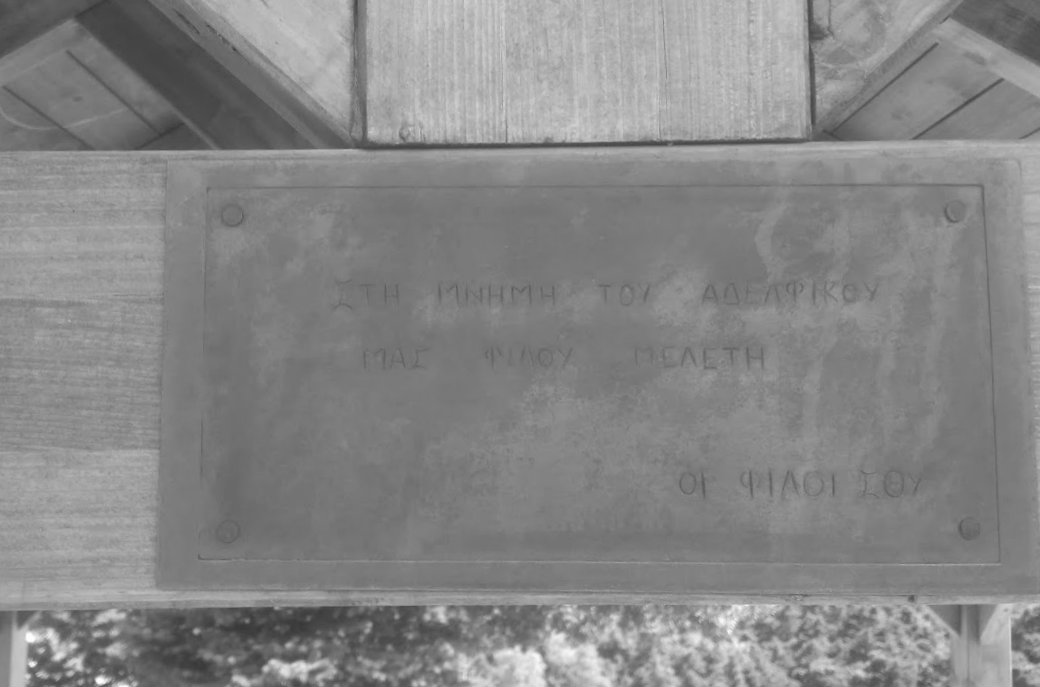 ΣΤΗ ΜΝΗΜΗ ΤΟΥ ΑΔΕΛΦΙΚΟΥ
ΜΑΣ ΦΙΛΟΥ ΜΕΛΕΤΗ
ΟΙ ΦΙΛΟΙ ΣΟΥ